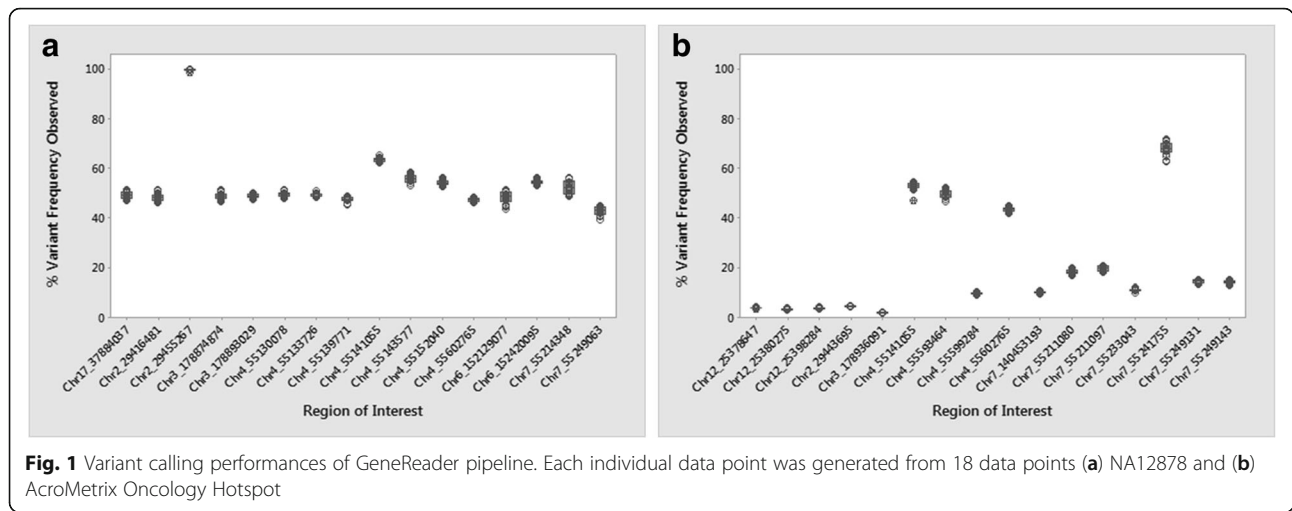 a
100
80
60
40
20
0
% Variant Frequency Observed
Chr17_37884037
Chr2_29416481
Chr2_29455267
Chr3_178874874
Chr3_178893029
Chr4_55130078
Chr4_55133726
Chr4_55139771
Chr4_55141055
Chr4_55143577
Chr4_55152040
Chr4_55602765
Chr6_152129077
Chr6_152420095
Chr7_55214348
Chr7_55249063
Region of Interest
b
100
80
60
40
20
0
% Variant Frequency Observed
Chr12_25378647
Chr12_25380275
Chr12_25398284
Chr2_29443695
Chr3_178936091
Chr4_55141055
Chr4_55593464
Chr4_55599284
Chr4_55602765
Chr7_140453193
Chr7_55211080
Chr7_55211097
Chr7_55233043
Chr7_55241755
Chr7_55249131
Chr7_55249143
Region of Interest
Fig. 1 Variant calling performances of GeneReader pipeline. Each individual data point was generated from 18 data points (a) NA12878 and (b)
AcroMetrix Oncology Hotspot